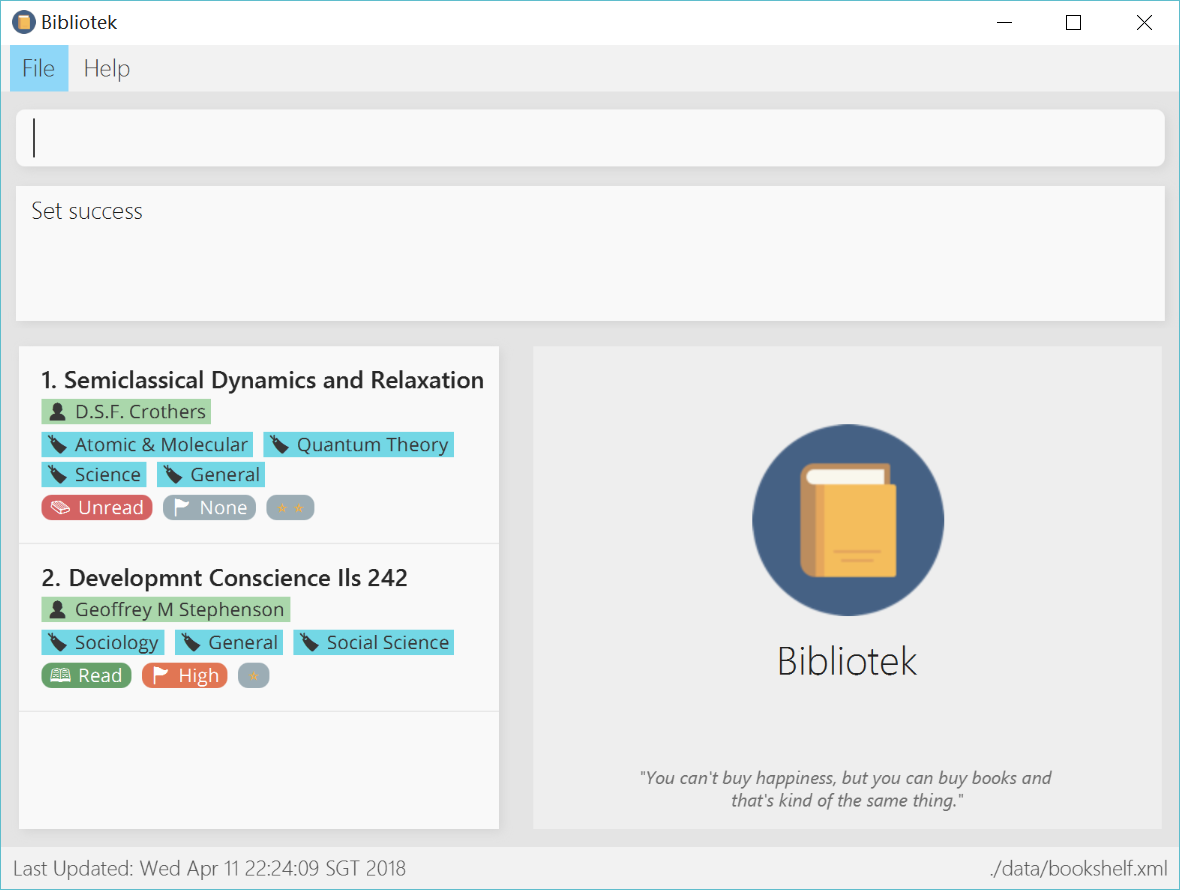 Bibliotek
File Help
Set success
1. Semiclassical Dynamics and Relaxation
D.S.F. Crothers
Atomic & Molecular Quantum Theory
Science General
Unread None
2. Developmnt Conscience Ils 242
Geoffrey M Stephenson
Sociology General Social Science
Read High
Bibliotek
"You can't buy happiness, but you can buy books and
that's kind of the same thing."
Last Updated: Wed Apr 11 22:24:09 SGT 2018
./data/bookshelf.xml